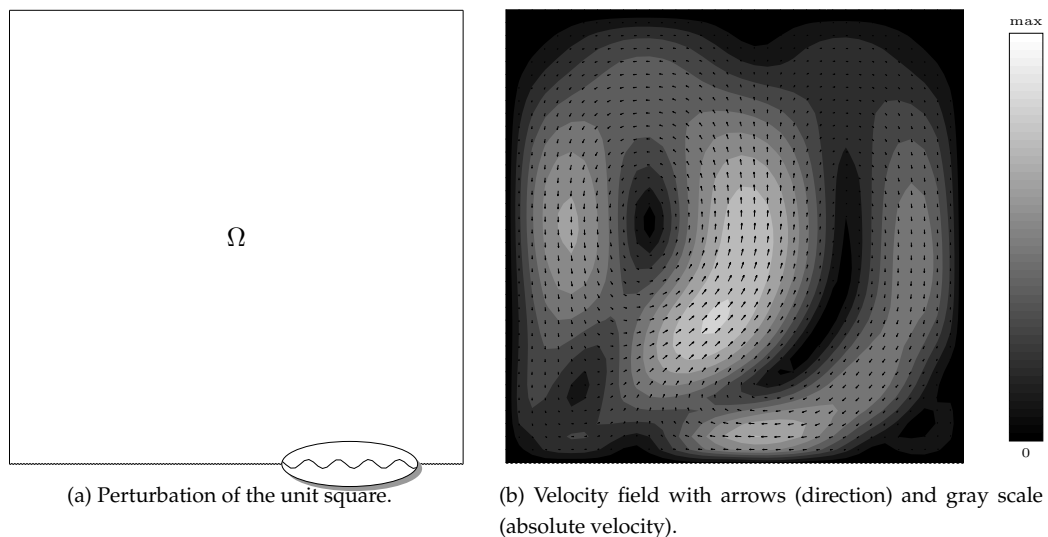 Ω
max
0
(a) Perturbation of the unit square.
(b) Velocity field with arrows (direction) and gray scale
(absolute velocity).